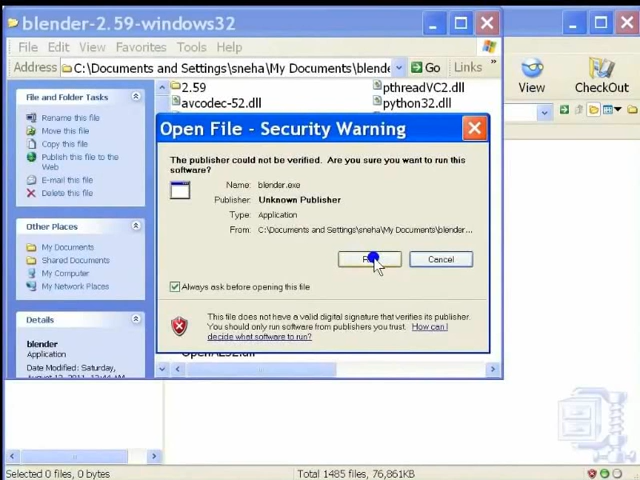 blender-2.59-windows32
File Edit View Favorites Tools Help
Address C:\Documents and Settings\sneha\My Documents\blende Go Links
View CheckOut
File and Folder Tasks
Rename this file
Move this file
Copy this file
Publish this file to the Web
E-mail this file
Delete this file
Other Places
My Documents
Shared Documents
My Computer
My Network Places
Details
blender
Application
Date Modified: Saturday,
2.59
avcodec-52.dll
pthreadVC2.dll
python32.dll
Open File - Security Warning
The publisher could not be verified. Are you sure you want to run this
software?
Name: blender.exe
Publisher: Unknown Publisher
Type: Application
From: C:\Documents and Settings\sneha\My Documents\blender...
Cancel
Always ask before opening this file
This file does not have a valid digital signature that verifies its publisher.
You should only run software from publishers you trust. How can I
decide what software to run?
Selected 0 files, 0 bytes
Total 1485 files, 76,861KB